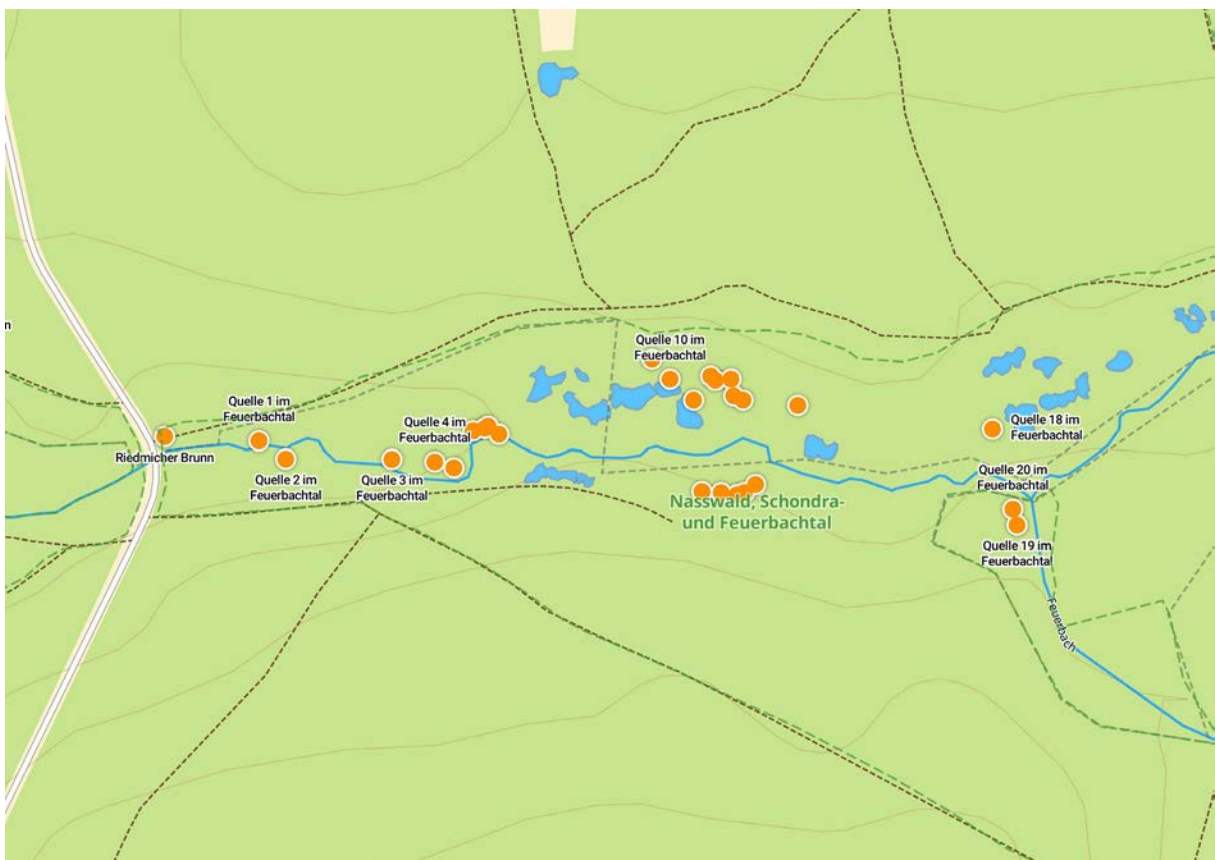 n
Quelle 10 im
Feuerbachtal
Quelle 1 im
Feuerbachtal
Quelle 4 im
Feuerbachtal
Quelle 18 im
Feuerbachtal
Riedmicher Brunn
Quelle 2 im
Feuerbachtal
Quelle 3 im
Feuerbachtal
Quelle 20 im
Feuerbachtal
Nasswald, Schondra-
und Feuerbachtal
Quelle 19 im
Feuerbachtal
Feuerbach